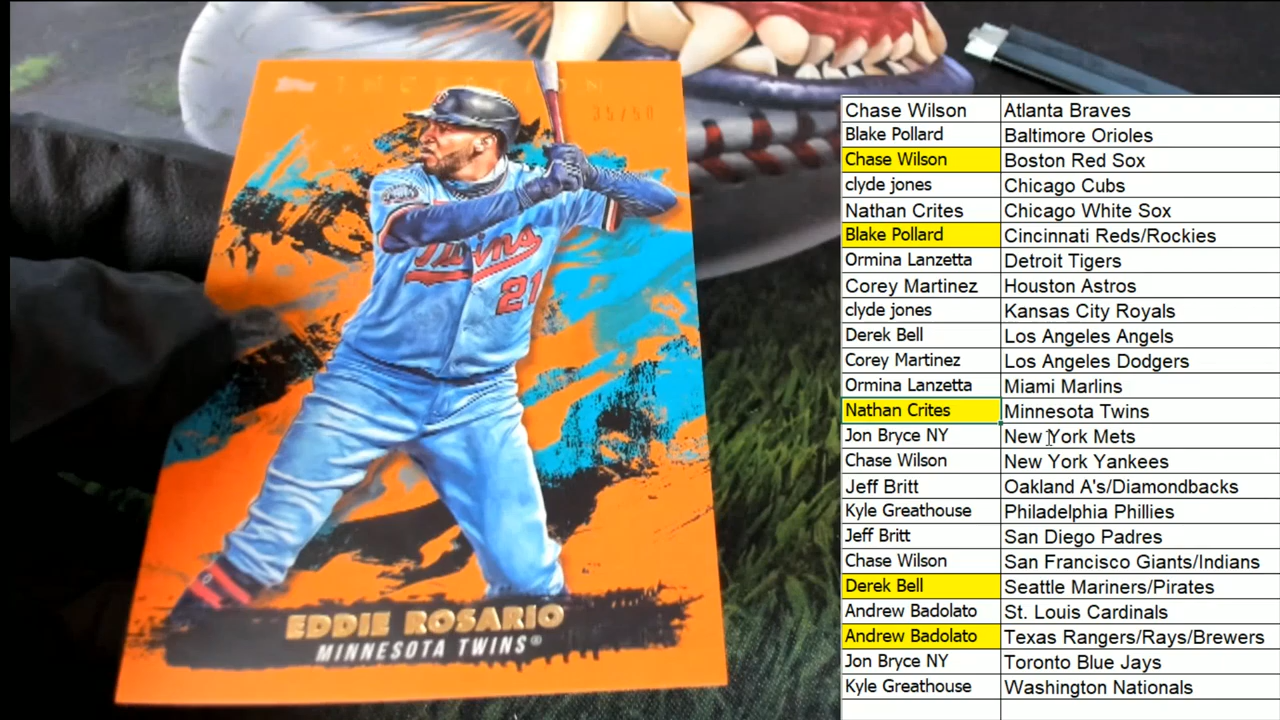 INCEPTION
35/50
Twins
21
EDDIE ROSARIO
MINNESOTA TWINS®
Chase Wilson Atlanta Braves
Blake Pollard Baltimore Orioles
Chase Wilson Boston Red Sox
clyde jones Chicago Cubs
Nathan Crites Chicago White Sox
Blake Pollard Cincinnati Reds/Rockies
Ormina Lanzetta Detroit Tigers
Corey Martinez Houston Astros
clyde jones Kansas City Royals
Derek Bell Los Angeles Angels
Corey Martinez Los Angeles Dodgers
Ormina Lanzetta Miami Marlins
Nathan Crites Minnesota Twins
Jon Bryce NY New York Mets
Chase Wilson New York Yankees
Jeff Britt Oakland A's/Diamondbacks
Kyle Greathouse Philadelphia Phillies
Jeff Britt San Diego Padres
Chase Wilson San Francisco Giants/Indians
Derek Bell Seattle Mariners/Pirates
Andrew Badolato St. Louis Cardinals
Andrew Badolato Texas Rangers/Rays/Brewers
Jon Bryce NY Toronto Blue Jays
Kyle Greathouse Washington Nationals